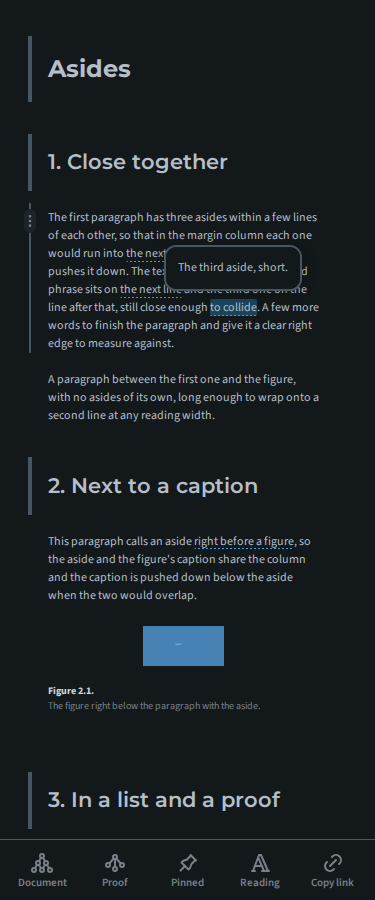 Asides
1. Close together
The first paragraph has three asides within a few lines
of each other, so that in the margin column each one
would run into the next
pushes it down. The
phrase sits on the next line and the third one on the
line after that, still close enough to collide. A few more
words to finish the paragraph and give it a clear right
edge to measure against.
The third aside, short.
A paragraph between the first one and the figure,
with no asides of its own, long enough to wrap onto a
second line at any reading width.
2. Next to a caption
This paragraph calls an aside right before a figure, so
the aside and the figure's caption share the column
and the caption is pushed down below the aside
when the two would overlap.
Figure 2.1.
The figure right below the paragraph with the aside.
3. In a list and a proof
Document
Proof
Pinned
Reading
Copy link